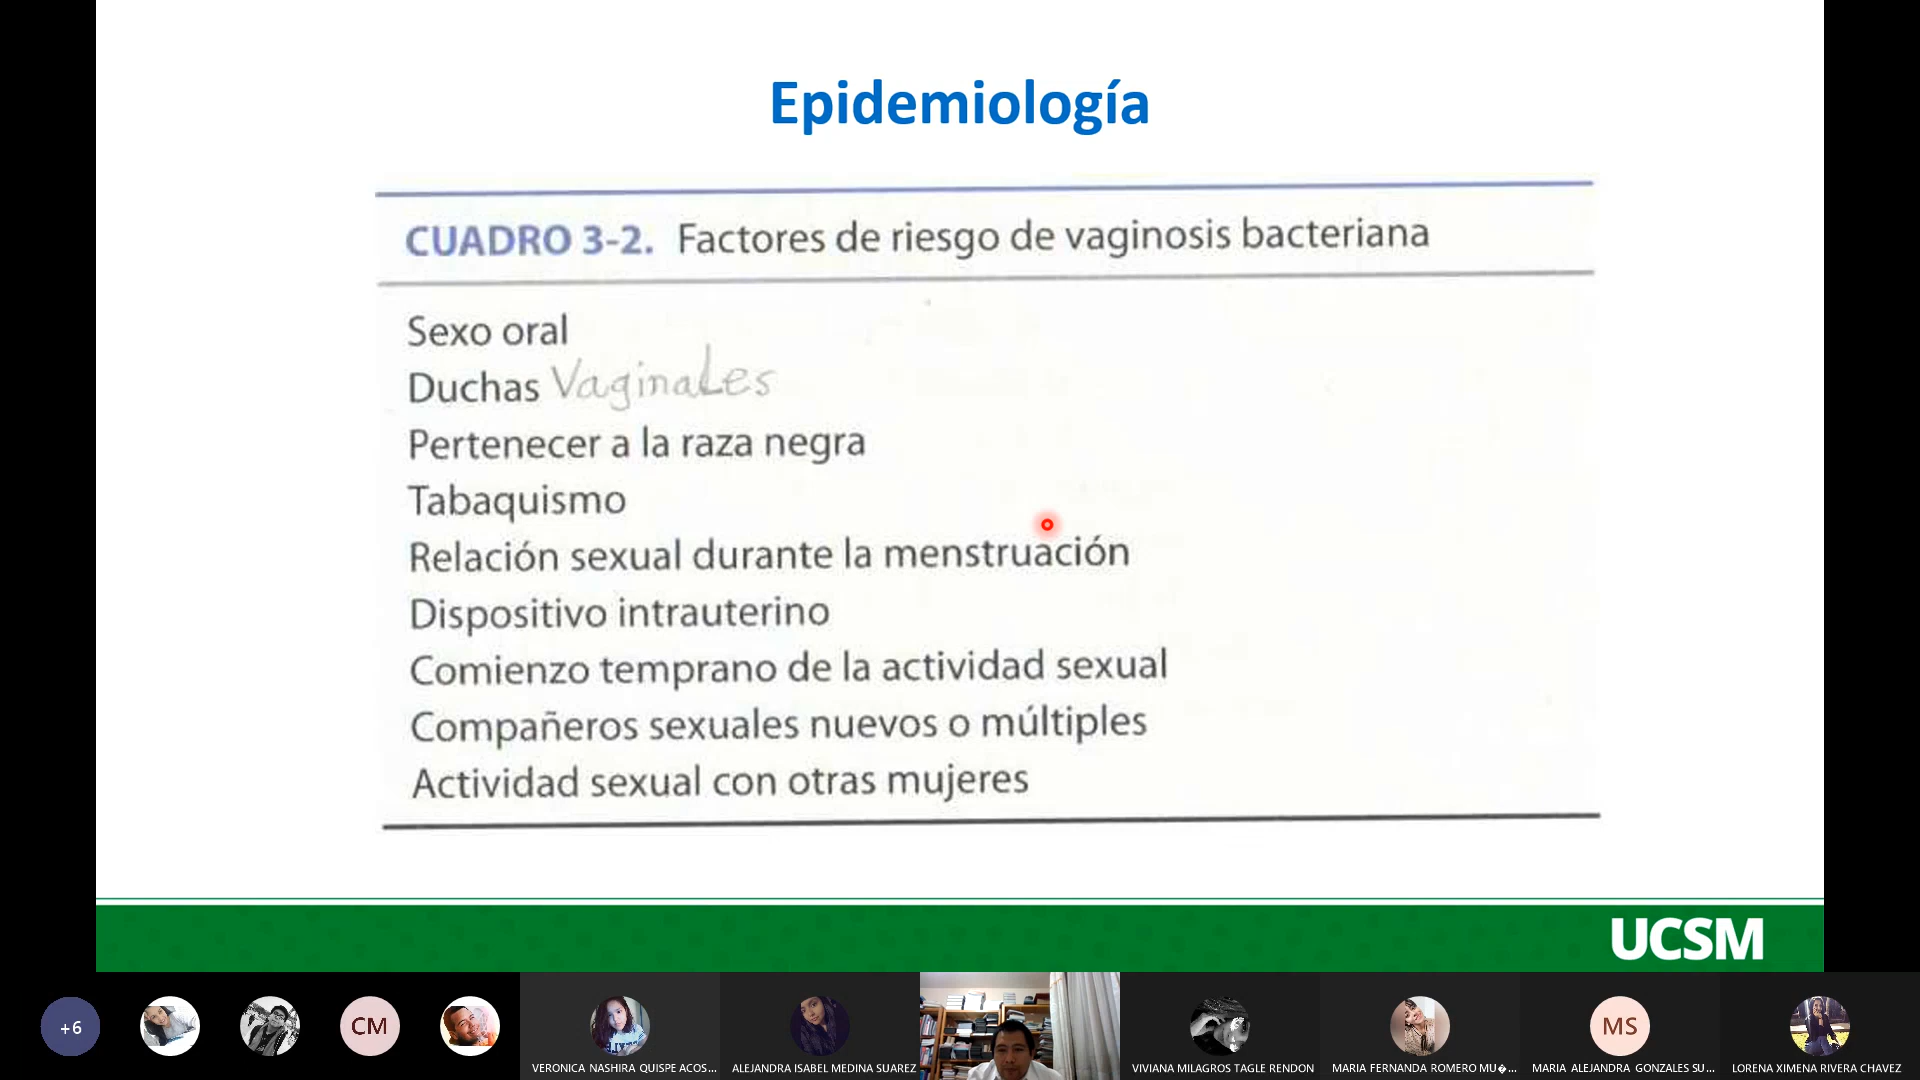 Epidemiología
CUADRO 3-2. Factores de riesgo de vaginosis bacteriana
Sexo oral
Duchas Vaginales
Pertenecer a la raza negra
Tabaquismo
Relación sexual durante la menstruación
Dispositivo intrauterino
Comienzo temprano de la actividad sexual
Compañeros sexuales nuevos o múltiples
Actividad sexual con otras mujeres
UCSM
+6
CM
MS
VERONICA NASHIRA QUISPE ACOS...
ALEJANDRA ISABEL MEDINA SUAREZ
VIVIANA MILAGROS TAGLE RENDON
MARIA FERNANDA ROMERO MU�...
MARIA ALEJANDRA GONZALES SU...
LORENA XIMENA RIVERA CHAVEZ